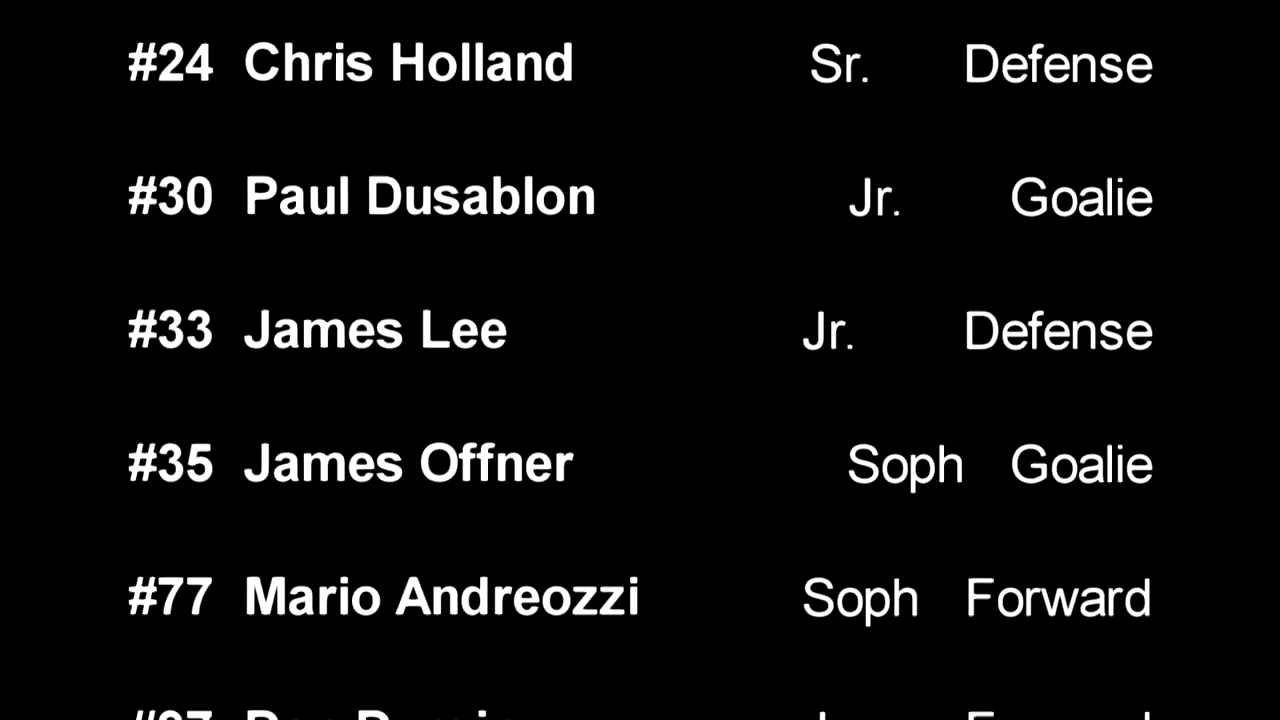 #24 Chris Holland Sr. Defense
#30 Paul Dusablon Jr. Goalie
#33 James Lee Jr. Defense
#35 James Offner Soph Goalie
#77 Mario Andreozzi Soph Forward